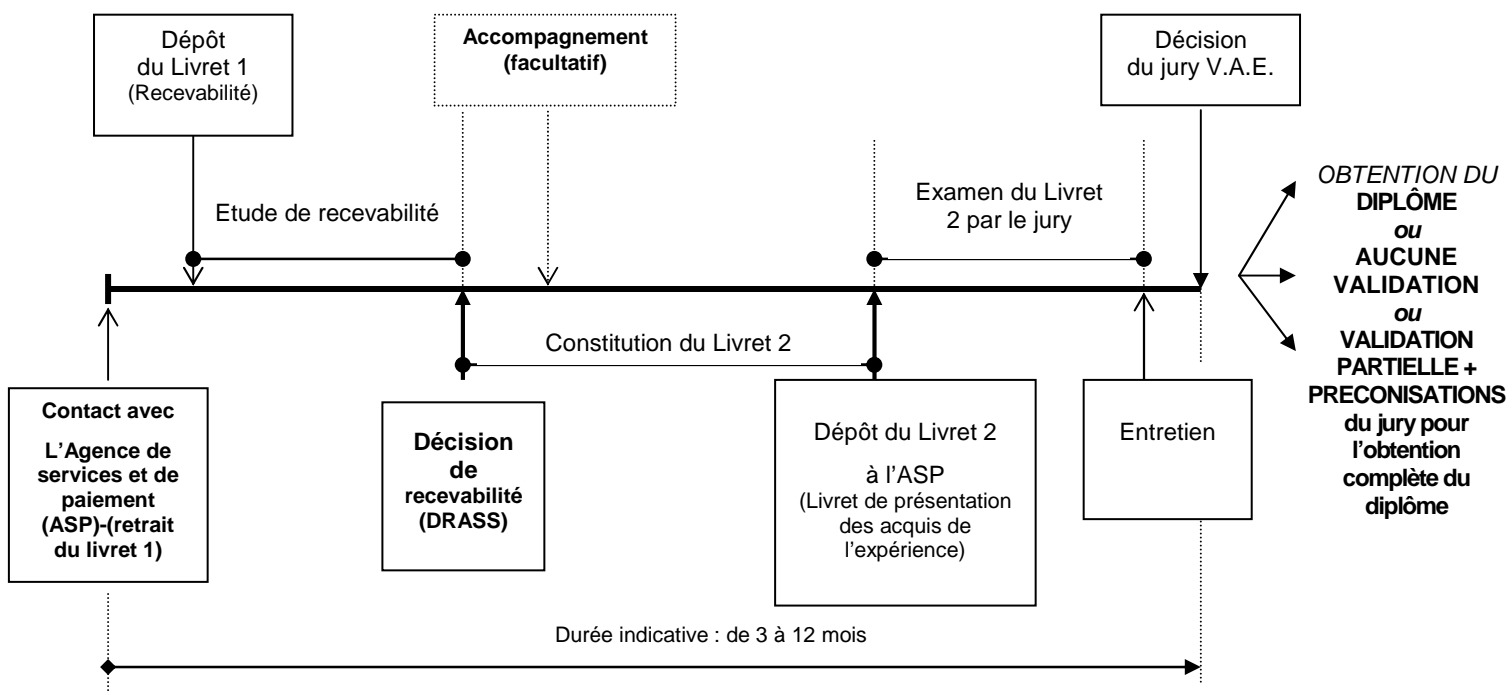 Dépôt
du Livret 1
(Recevabilité)
Accompagnement
(facultatif)
Décision
du jury V.A.E.
Etude de recevabilité
Examen du Livret
2 par le jury
OBTENTION DU
DIPLÔME
ou
AUCUNE
VALIDATION
ou
VALIDATION
PARTIELLE +
PRECONISATIONS
du jury pour
l'obtention
complète du
diplôme
Constitution du Livret 2
Contact avec
L'Agence de
services et de
paiement
(ASP)-(retrait
du livret 1)
Décision
de
recevabilité
(DRASS)
Dépôt du Livret 2
à l'ASP
(Livret de présentation
des acquis de
l'expérience)
Entretien
Durée indicative : de 3 à 12 mois